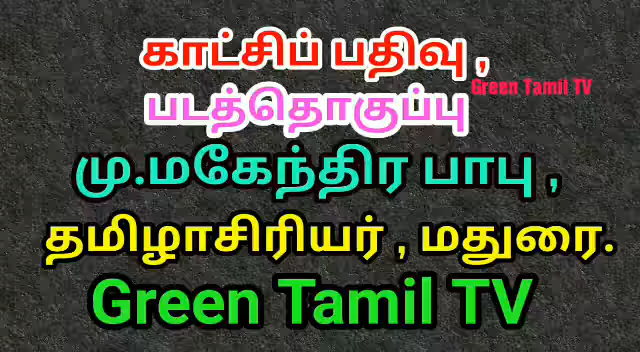 காட்சிப் பதிவு ,
Green Tamil TV
படத்தொகுப்பு
மு.மகேந்திர பாபு ,
தமிழாசிரியர் , மதுரை.
Green Tamil TV